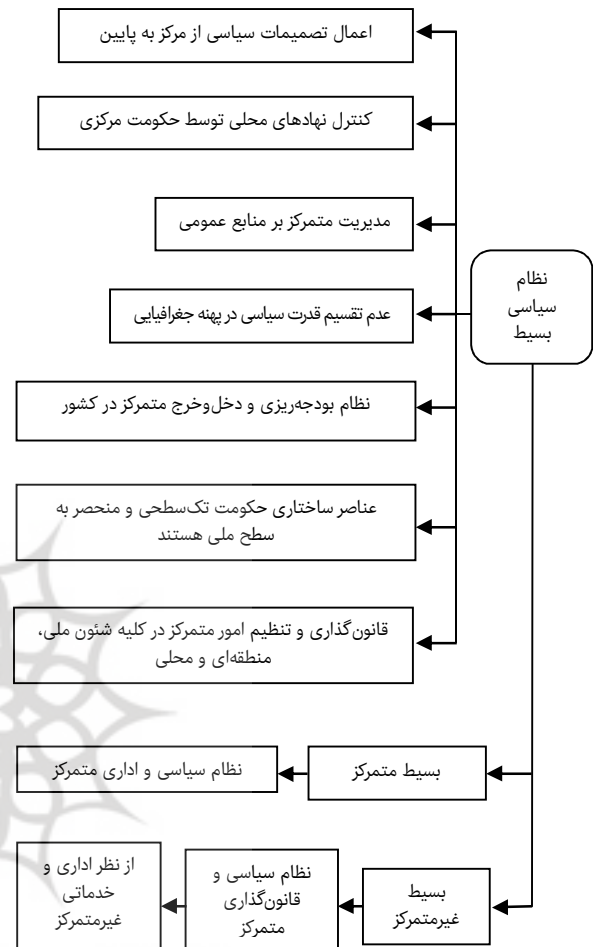 اعمال تصمیمات سیاسی از مرکز به پایین
کنترل نهادهای محلی توسط حکومت مرکزی
مدیریت متمرکز بر منابع عمومی
نظام
سیاسی
بسیط
عدم تقسیم قدرت سیاسی در پهنه جغرافیایی
نظام بودجه‌ریزی و دخل‌وخرج متمرکز در کشور
عناصر ساختاری حکومت تک‌سطحی و منحصر به
سطح ملی هستند
قانون‌گذاری و تنظیم امور متمرکز در کلیه شئون ملی،
منطقه‌ای و محلی
بسیط متمرکز
نظام سیاسی و اداری متمرکز
بسیط
غیرمتمرکز
نظام سیاسی و
قانون‌گذاری
متمرکز
از نظر اداری و
خدماتی
غیرمتمرکز